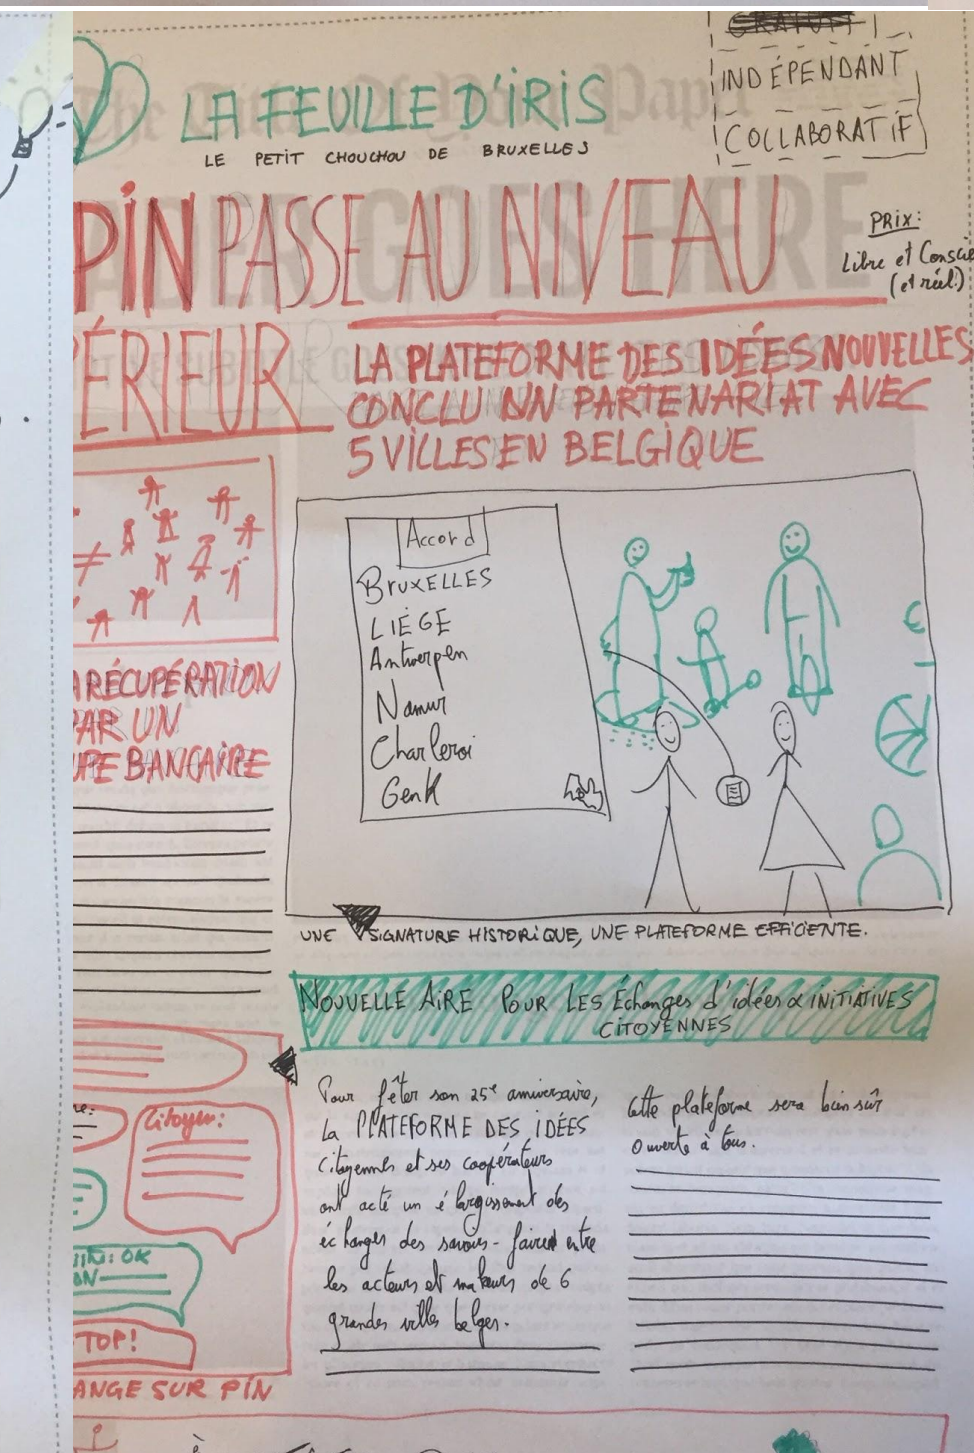 GRATUIT
INDÉPENDANT
COLLABORATIF
LA FEUILLE D'IRIS
LE PETIT CHOUCHOU DE BRUXELLES
PIN PASSE AU NIVEAU
ÉRIEUR
PRIX:
Libre et Conscie
(et réel!)
LA PLATEFORME DES IDÉES NOUVELLES
CONCLU UN PARTENARIAT AVEC
5 VILLES EN BELGIQUE
Accord
BRUXELLES
LIÈGE
Antwerpen
Namur
Charleroi
Genk
UNE SIGNATURE HISTORIQUE, UNE PLATEFORME EFFICIENTE.
A RÉCUPÉRATION
PAR UN
UPE BANCAIRE
NOUVELLE AIRE POUR LES Échanges d'idées & INITIATIVES
CITOYENNES
Pour fêter son 25e anniversaire,
La PLATEFORME DES IDÉES
Citoyennes et ses coopérateurs
ont acté un élargissement des
échanges des savoirs-faires entre
les acteurs et moteurs de 6
grandes villes belges.
Cette plateforme sera bien sûr
Ouverte à tous.
re:
Citoyen:
OK
ON
TOP!
ANGE SUR PIN